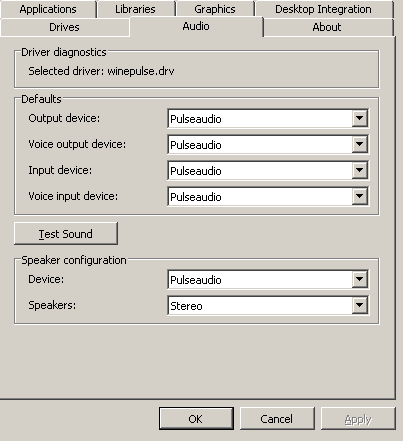 Applications Libraries Graphics Desktop Integration
Drives Audio About
Driver diagnostics
Selected driver: winepulse.drv
Defaults
Output device: Pulseaudio
Voice output device: Pulseaudio
Input device: Pulseaudio
Voice input device: Pulseaudio
Test Sound
Speaker configuration
Device: Pulseaudio
Speakers: Stereo
OK Cancel Apply